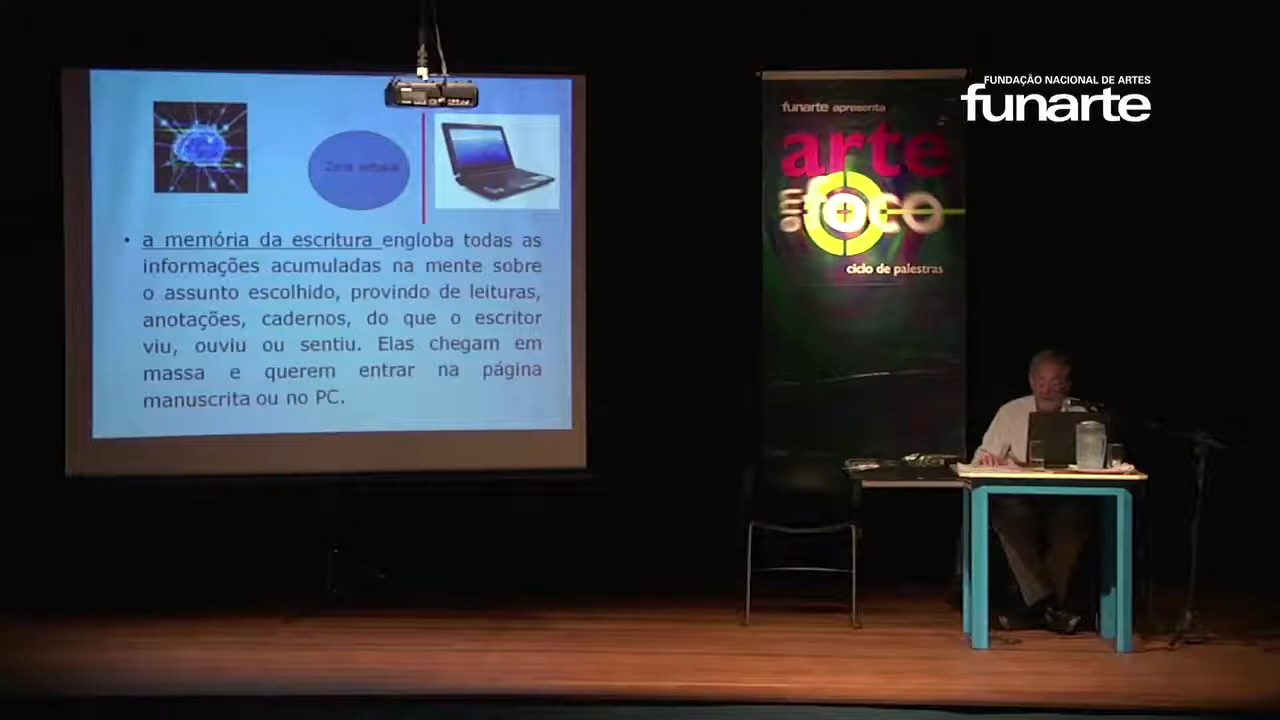 FUNDAÇÃO NACIONAL DE ARTES
funarte
funarte apresenta
arte
em
foco
ciclo de palestras
• a memória da escritura engloba todas as
informações acumuladas na mente sobre
o assunto escolhido, provindo de leituras,
anotações, cadernos, do que o escritor
viu, ouviu ou sentiu. Elas chegam em
massa e querem entrar na página
manuscrita ou no PC.